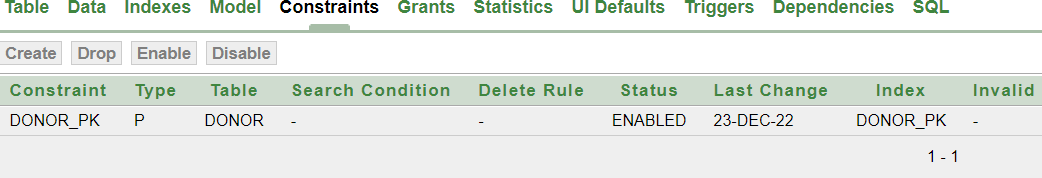 Table Data Indexes Model Constraints Grants Statistics UI Defaults Triggers Dependencies SQL
Create Drop Enable Disable
Constraint Type Table Search Condition Delete Rule Status Last Change Index Invalid
DONOR_PK P DONOR - - ENABLED 23-DEC-22 DONOR_PK -
1 - 1